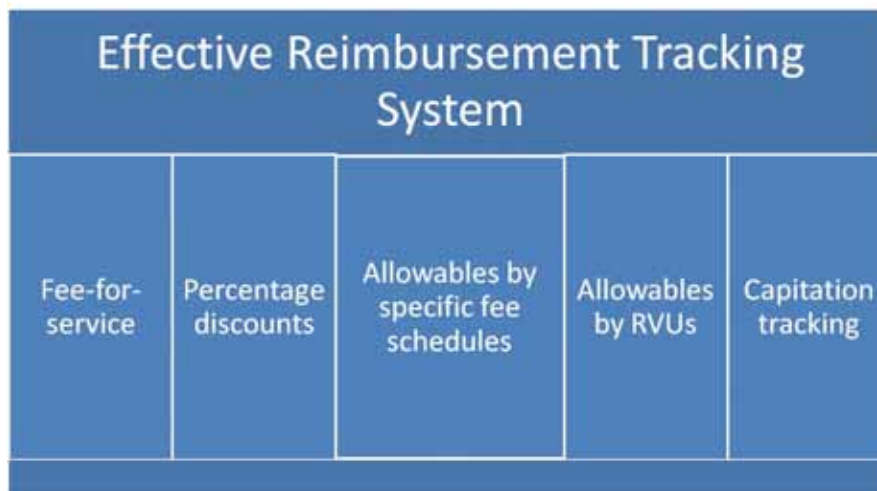 Effective Reimbursement Tracking
System
Fee-for-
service
Percentage
discounts
Allowables by
specific fee
schedules
Allowables
by RVUs
Capitation
tracking